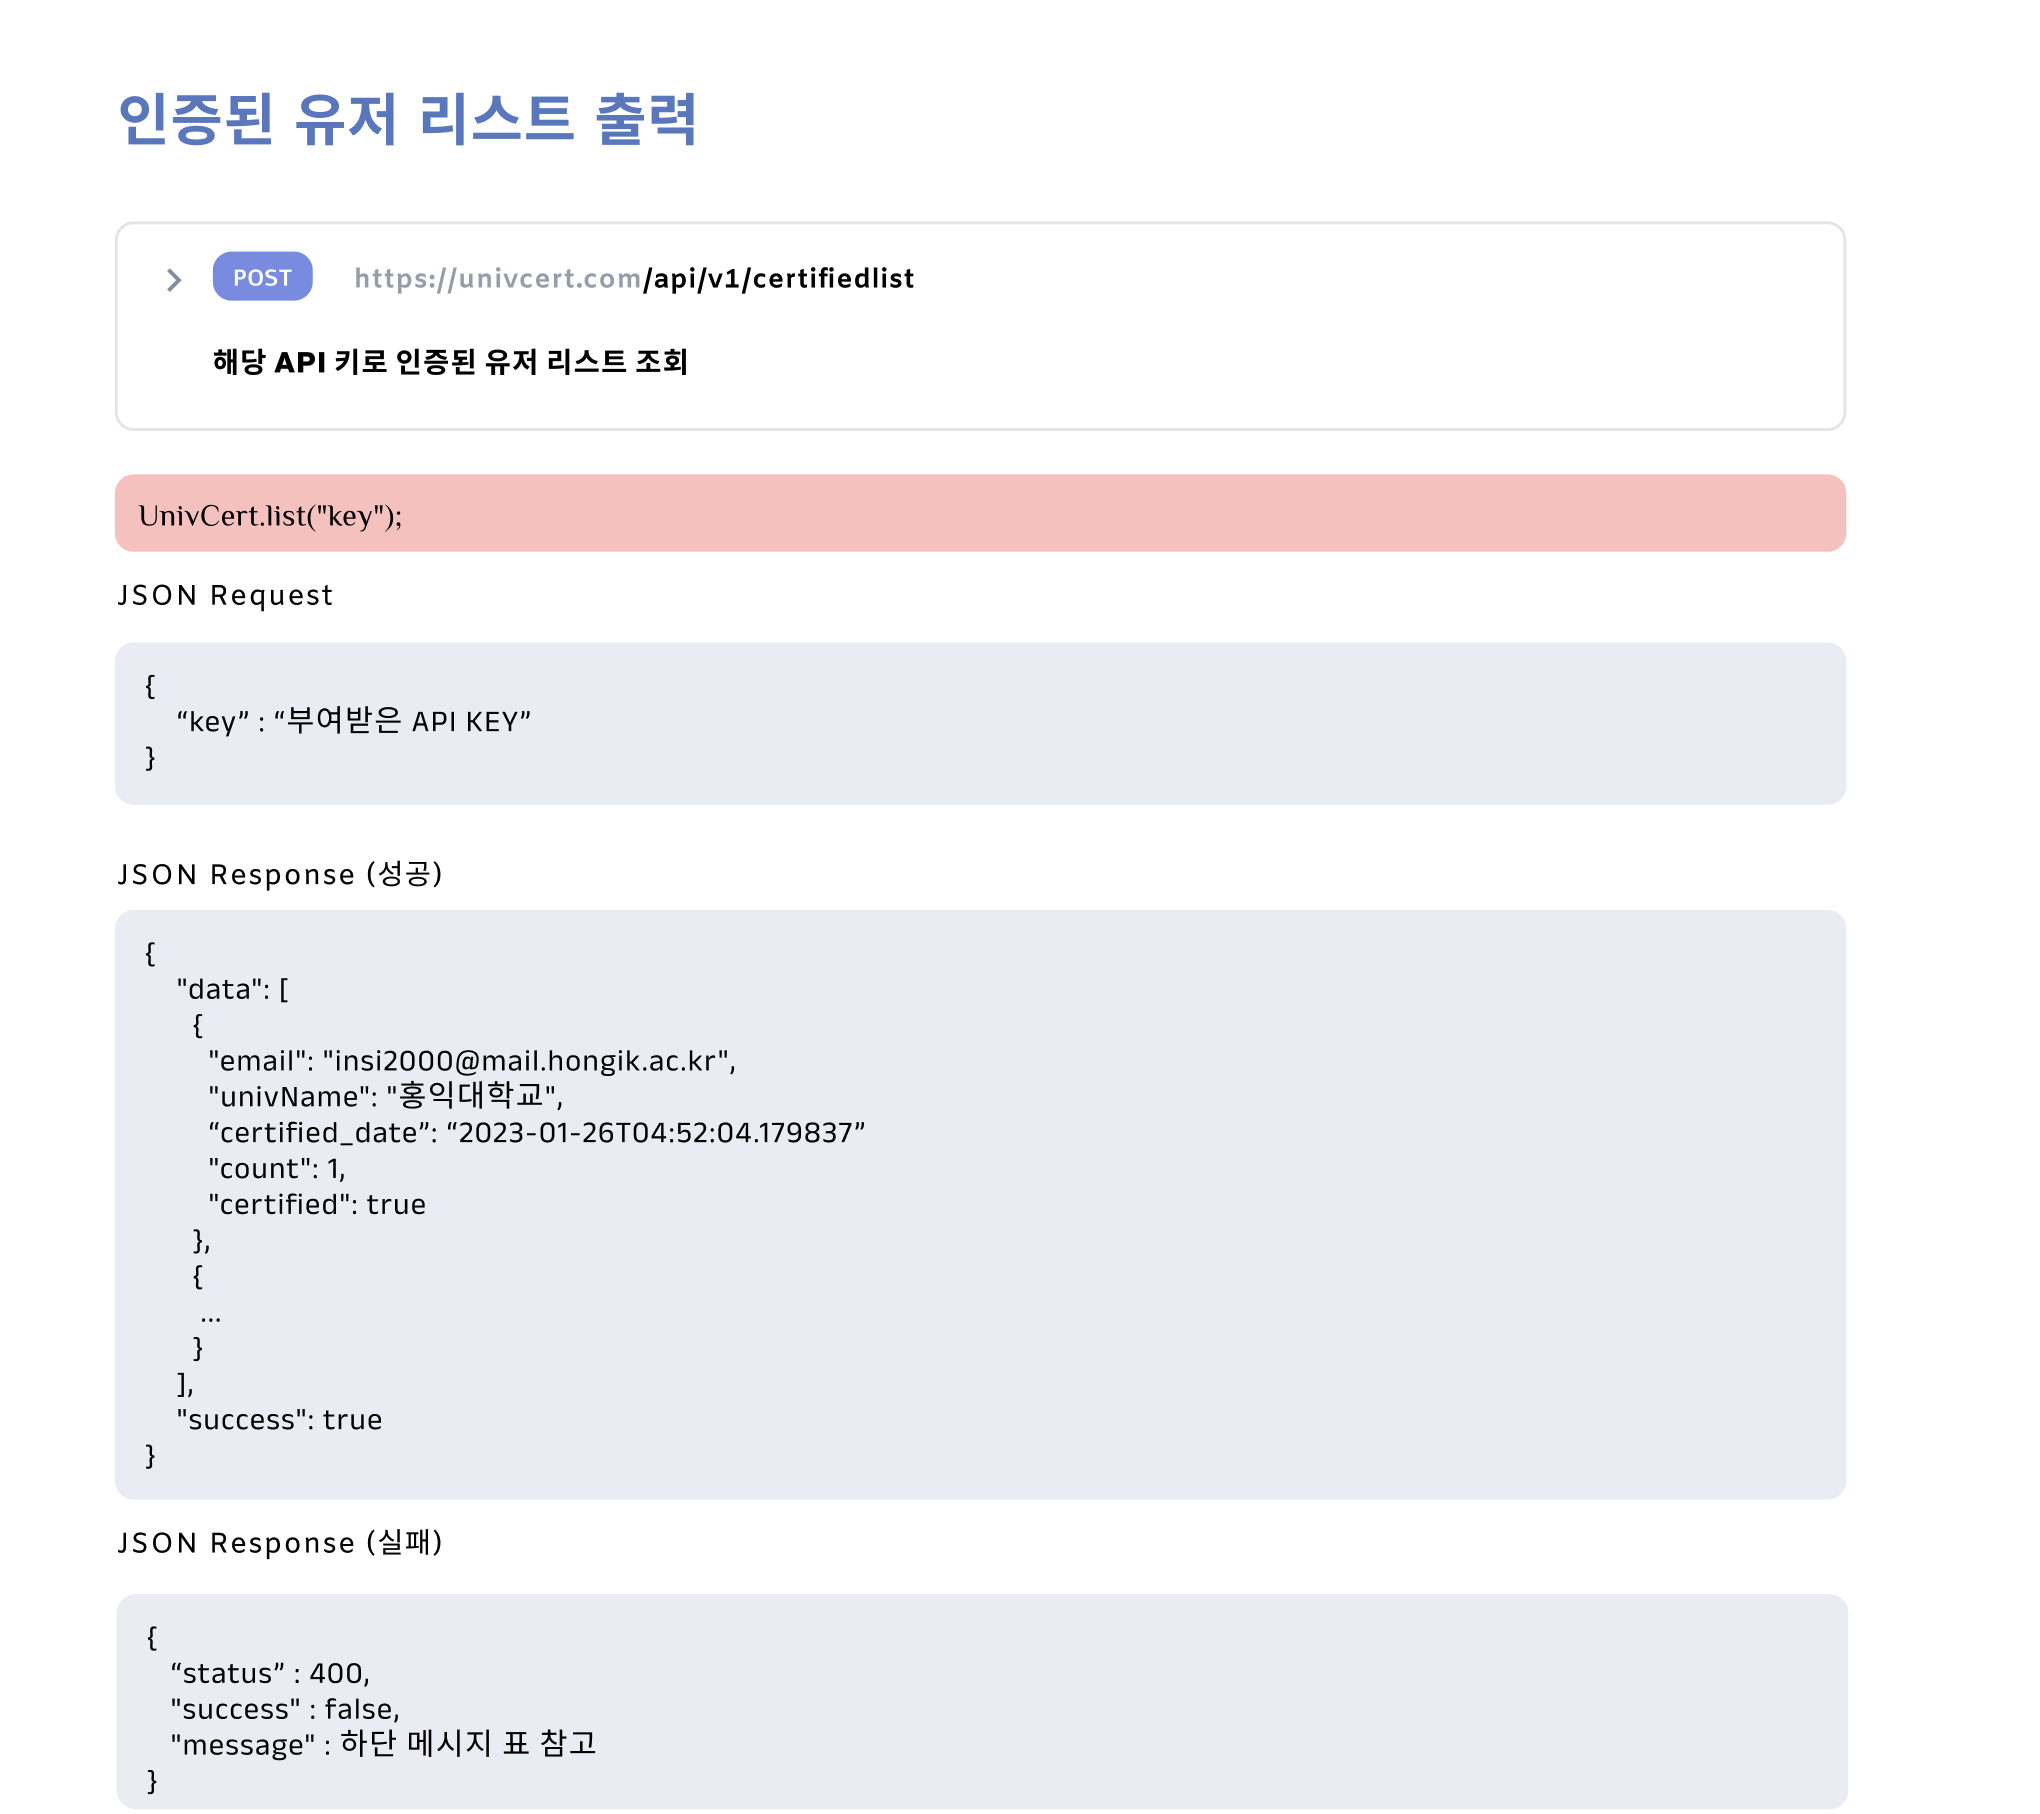 인증된 유저 리스트 출력
POST https://univcert.com/api/v1/certifiedlist
해당 API 키로 인증된 유저 리스트 조회
UnivCert.list("key");
JSON Request
{
“key” : “부여받은 API KEY”
}
JSON Response (성공)
{
"data": [
{
"email": "insi2000@mail.hongik.ac.kr",
"univName": "홍익대학교",
“certified_date”: “2023-01-26T04:52:04.179837”
"count": 1,
"certified": true
},
{
...
}
],
"success": true
}
JSON Response (실패)
{
“status” : 400,
"success" : false,
"message" : 하단 메시지 표 참고
}